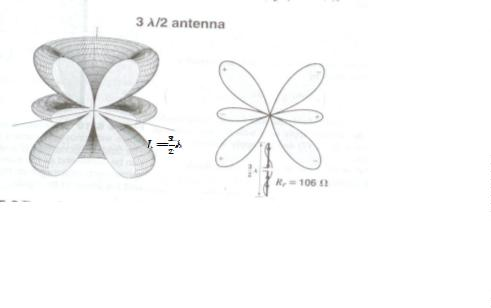 3 λ/2 antenna
+
−
−
+
+
−
L = 3/2 λ
3/2 λ
R_r = 106 Ω